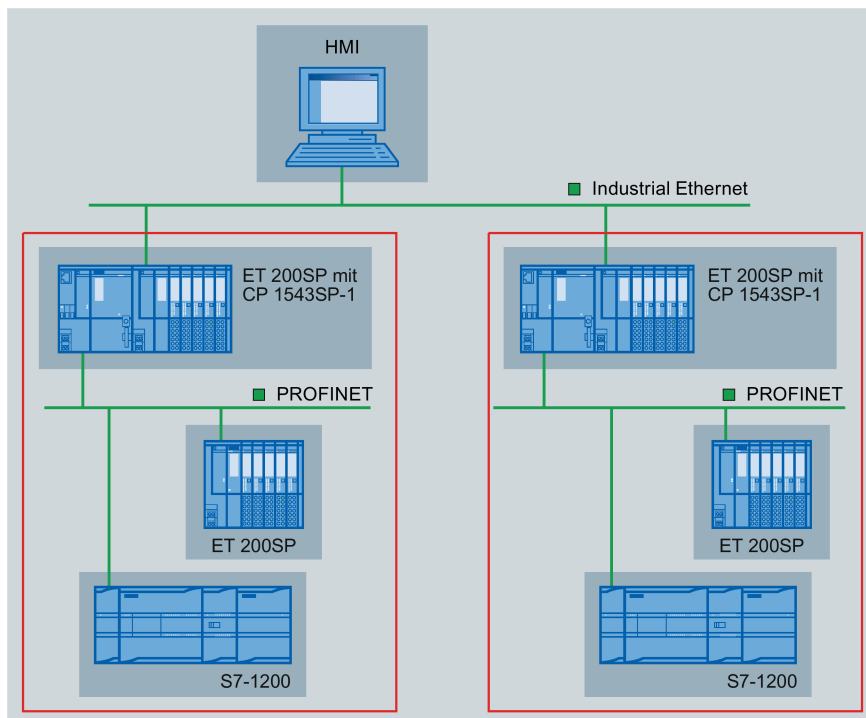 HMI
Industrial Ethernet
ET 200SP mit
CP 1543SP-1
ET 200SP mit
CP 1543SP-1
PROFINET
PROFINET
ET 200SP
ET 200SP
S7-1200
S7-1200